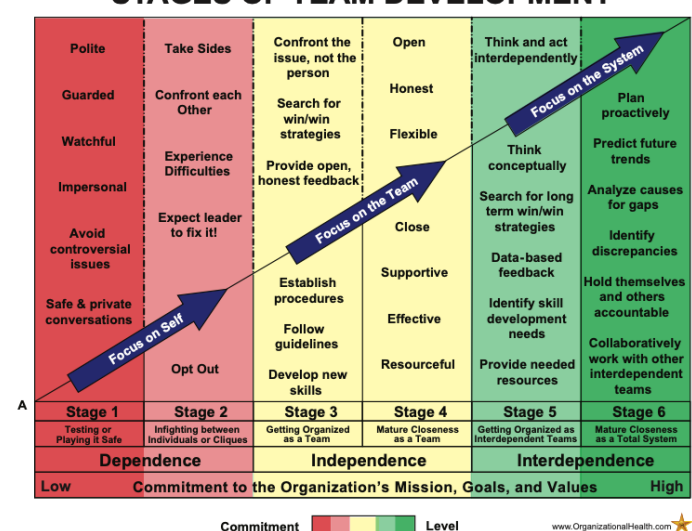 STAGES OF TEAM DEVELOPMENT
Polite
Guarded
Watchful
Impersonal
Avoid
controversial
issues
Safe & private
conversations
Take Sides
Confront each
Other
Experience
Difficulties
Expect leader
to fix it!
Opt Out
Confront the
issue, not the
person
Search for
win/win
strategies
Provide open,
honest feedback
Establish
procedures
Follow
guidelines
Develop new
skills
Open
Honest
Flexible
Close
Supportive
Effective
Resourceful
Think and act
interdependently
Think
conceptually
Search for long
term win/win
strategies
Data-based
feedback
Identify skill
development
needs
Provide needed
resources
Plan
proactively
Predict future
trends
Analyze causes
for gaps
Identify
discrepancies
Hold themselves
and others
accountable
Collaboratively
work with other
interdependent
teams
Focus on Self
Focus on the Team
Focus on the System
A
Stage 1
Stage 2
Stage 3
Stage 4
Stage 5
Stage 6
Testing or
Playing it Safe
Infighting between
Individuals or Cliques
Getting Organized
as a Team
Mature Closeness
as a Team
Getting Organized as
Interdependent Teams
Mature Closeness
as a Total System
Dependence
Independence
Interdependence
Low
Commitment to the Organization's Mission, Goals, and Values
High
Commitment
Level
www.OrganizationalHealth.com